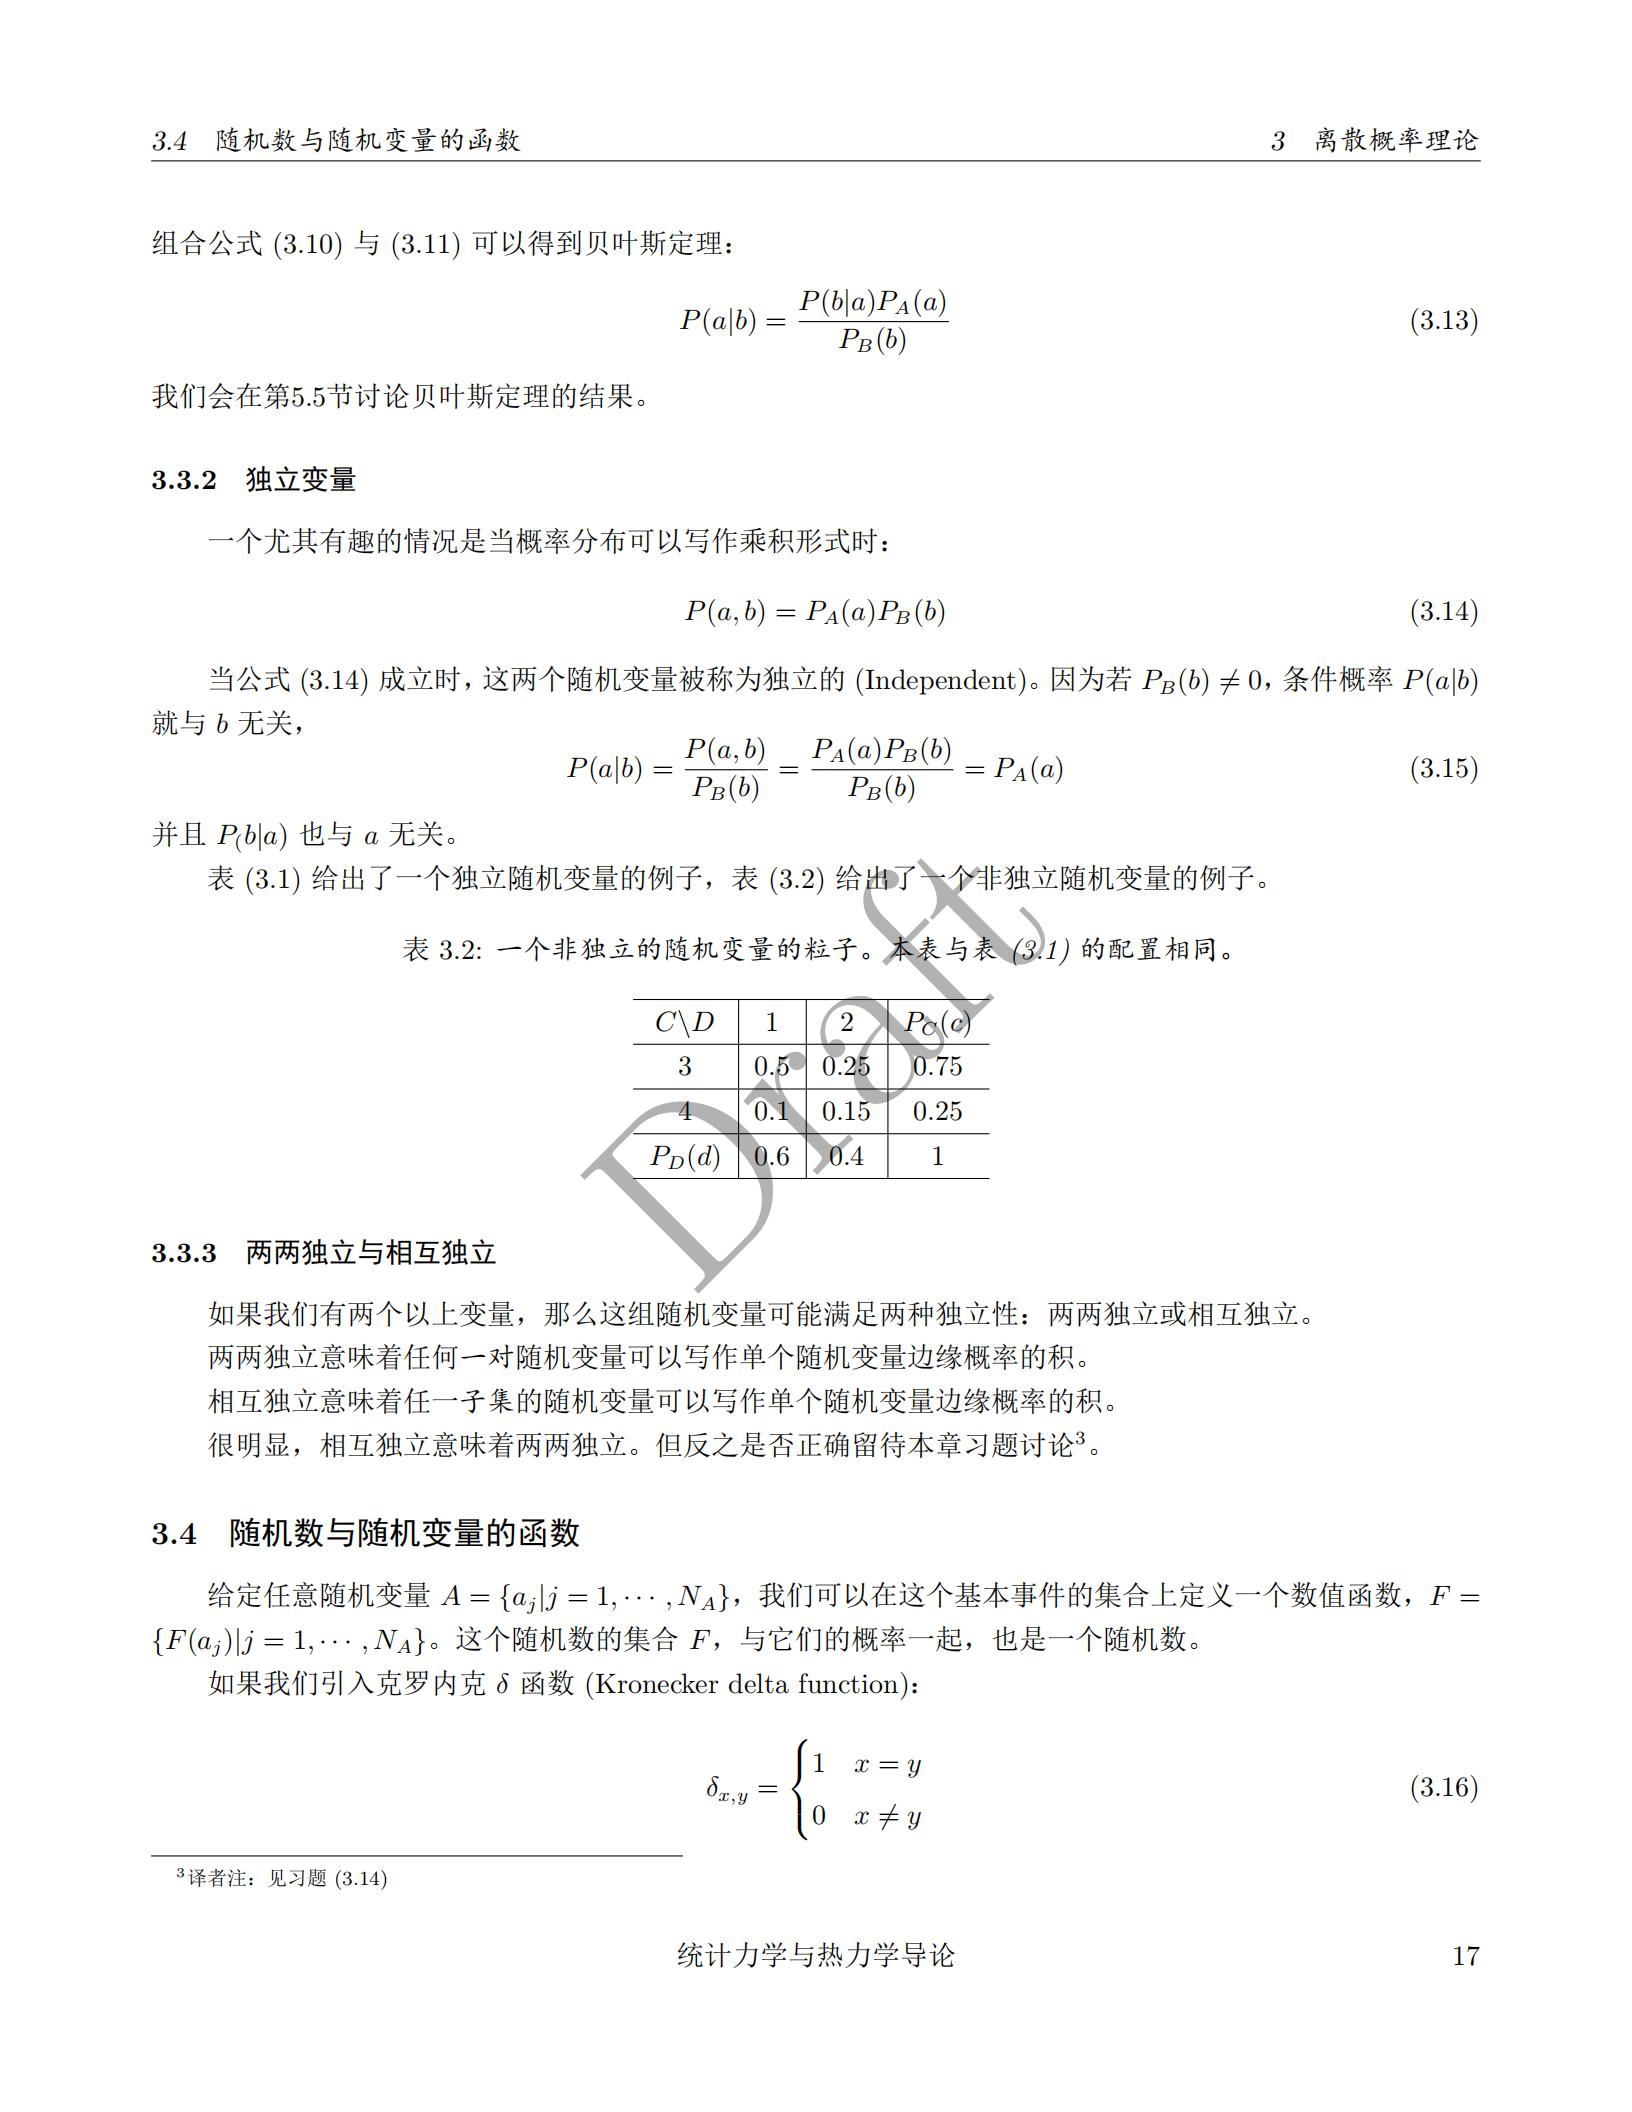 3.4 随机数与随机变量的函数 3 离散概率理论
组合公式 (3.10) 与 (3.11) 可以得到贝叶斯定理：
P(a|b) = P(b|a)P_A(a) / P_B(b) (3.13)
我们会在第5.5节讨论贝叶斯定理的结果。
3.3.2 独立变量
一个尤其有趣的情况是当概率分布可以写作乘积形式时：
P(a, b) = P_A(a)P_B(b) (3.14)
当公式 (3.14) 成立时，这两个随机变量被称为独立的 (Independent)。因为若 P_B(b) ≠ 0，条件概率 P(a|b)
就与 b 无关，
P(a|b) = P(a, b) / P_B(b) = P_A(a)P_B(b) / P_B(b) = P_A(a) (3.15)
并且 P_(b|a) 也与 a 无关。
表 (3.1) 给出了一个独立随机变量的例子，表 (3.2) 给出了一个非独立随机变量的例子。
表 3.2: 一个非独立的随机变量的粒子。本表与表 (3.1) 的配置相同。
C\D 1 2 P_C(c)
3 0.5 0.25 0.75
4 0.1 0.15 0.25
P_D(d) 0.6 0.4 1
Draft
3.3.3 两两独立与相互独立
如果我们有两个以上变量，那么这组随机变量可能满足两种独立性：两两独立或相互独立。
两两独立意味着任何一对随机变量可以写作单个随机变量边缘概率的积。
相互独立意味着任一子集的随机变量可以写作单个随机变量边缘概率的积。
很明显，相互独立意味着两两独立。但反之是否正确留待本章习题讨论³。
3.4 随机数与随机变量的函数
给定任意随机变量 A = {a_j|j = 1, ⋯ , N_A}，我们可以在这个基本事件的集合上定义一个数值函数，F =
{F(a_j)|j = 1, ⋯ , N_A}。这个随机数的集合 F，与它们的概率一起，也是一个随机数。
如果我们引入克罗内克 δ 函数 (Kronecker delta function)：
δ_{x,y} = { 1 x = y
0 x ≠ y (3.16)
³译者注：见习题 (3.14)
统计力学与热力学导论 17